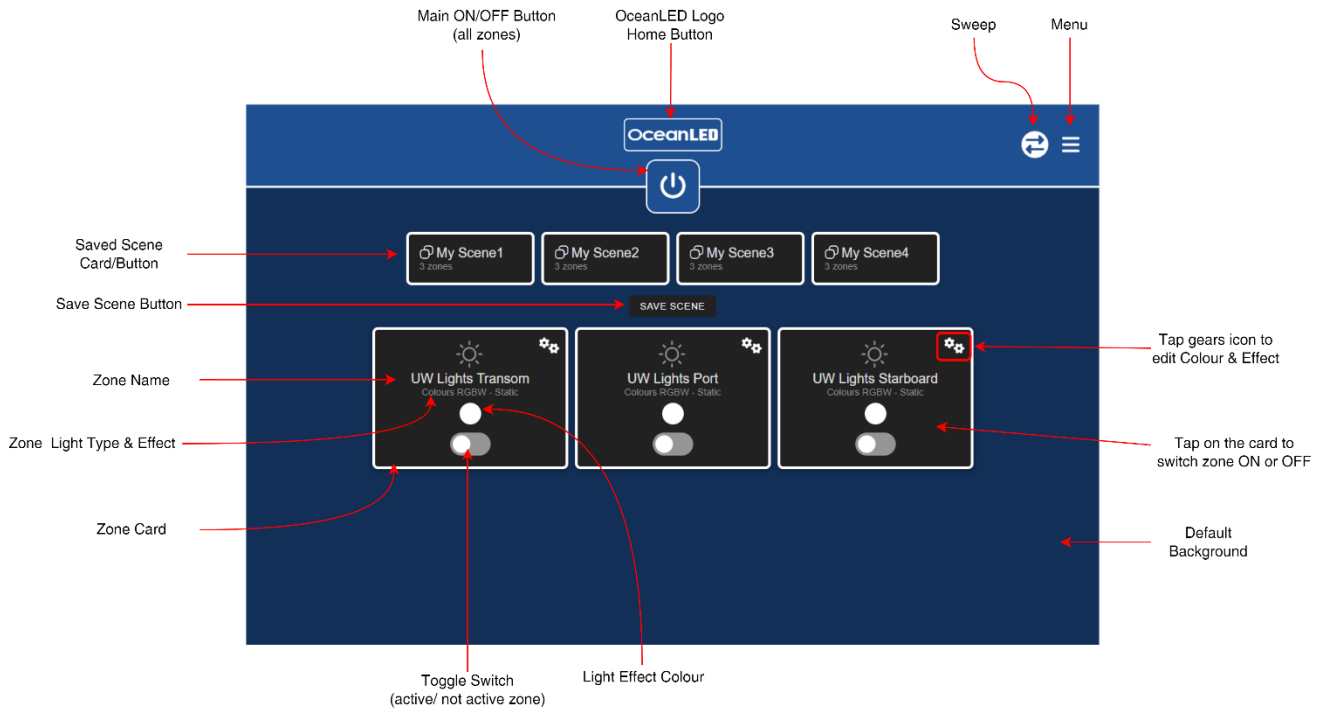 Main ON/OFF Button
(all zones)
OceanLED Logo
Home Button
Sweep
Menu
OceanLED
Saved Scene
Card/Button
My Scene1
3 zones
My Scene2
3 zones
My Scene3
3 zones
My Scene4
3 zones
Save Scene Button
SAVE SCENE
Tap gears icon to
edit Colour & Effect
Zone Name
UW Lights Transom
Colours RGBW - Static
UW Lights Port
Colours RGBW - Static
UW Lights Starboard
Colours RGBW - Static
Zone Light Type & Effect
Tap on the card to
switch zone ON or OFF
Zone Card
Default
Background
Toggle Switch
(active/ not active zone)
Light Effect Colour